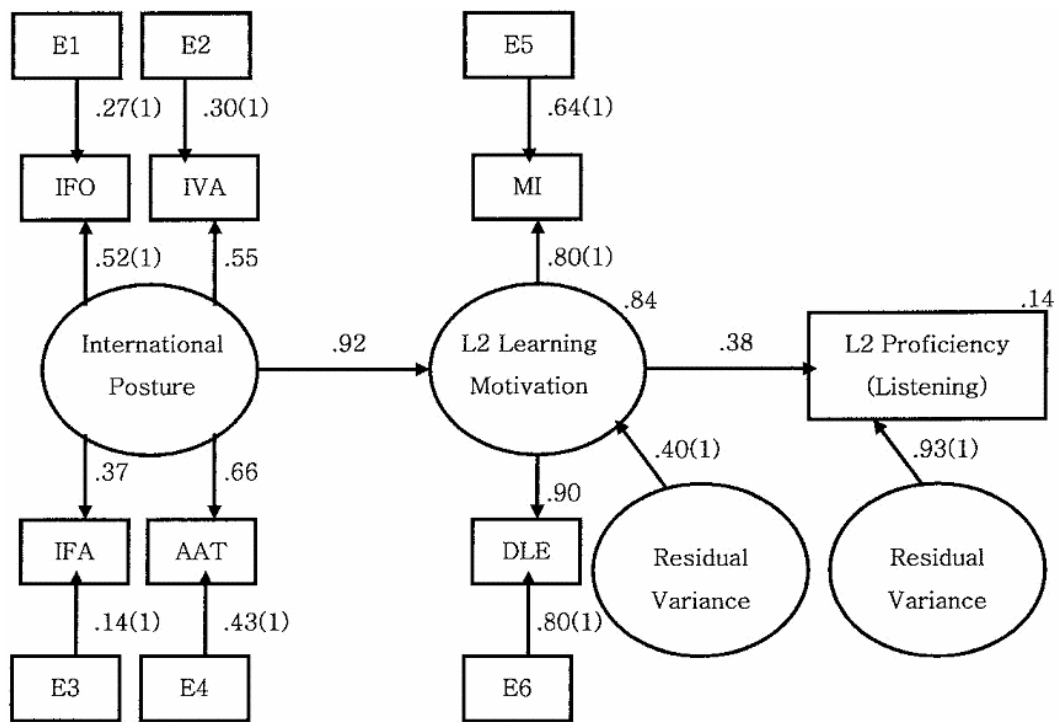 E1
E2
E5
.27(1)
.30(1)
.64(1)
IFO
IVA
MI
.52(1)
.55
.80(1)
International
Posture
.92
L2 Learning
Motivation
.84
.38
.14
L2 Proficiency
(Listening)
.37
.66
.90
.40(1)
.93(1)
IFA
AAT
DLE
Residual
Variance
Residual
Variance
.14(1)
.43(1)
.80(1)
E3
E4
E6